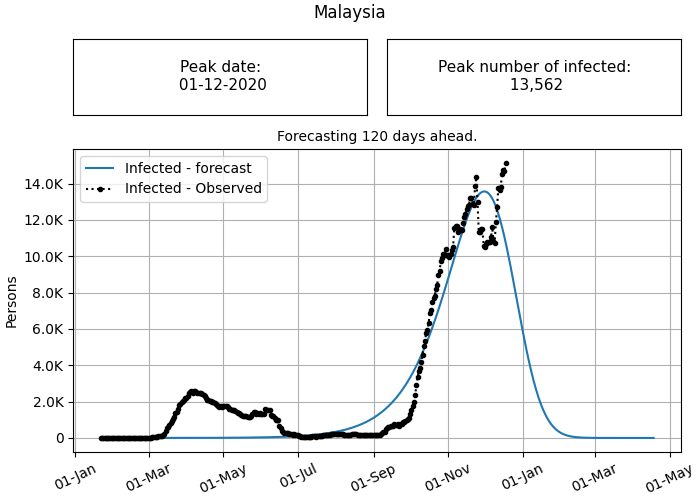 Malaysia
Peak date:
01-12-2020
Peak number of infected:
13,562
Forecasting 120 days ahead.
Infected - forecast
Infected - Observed
Persons
14.0K
12.0K
10.0K
8.0K
6.0K
4.0K
2.0K
0
01-Jan
01-Mar
01-May
01-Jul
01-Sep
01-Nov
01-Jan
01-Mar
01-May